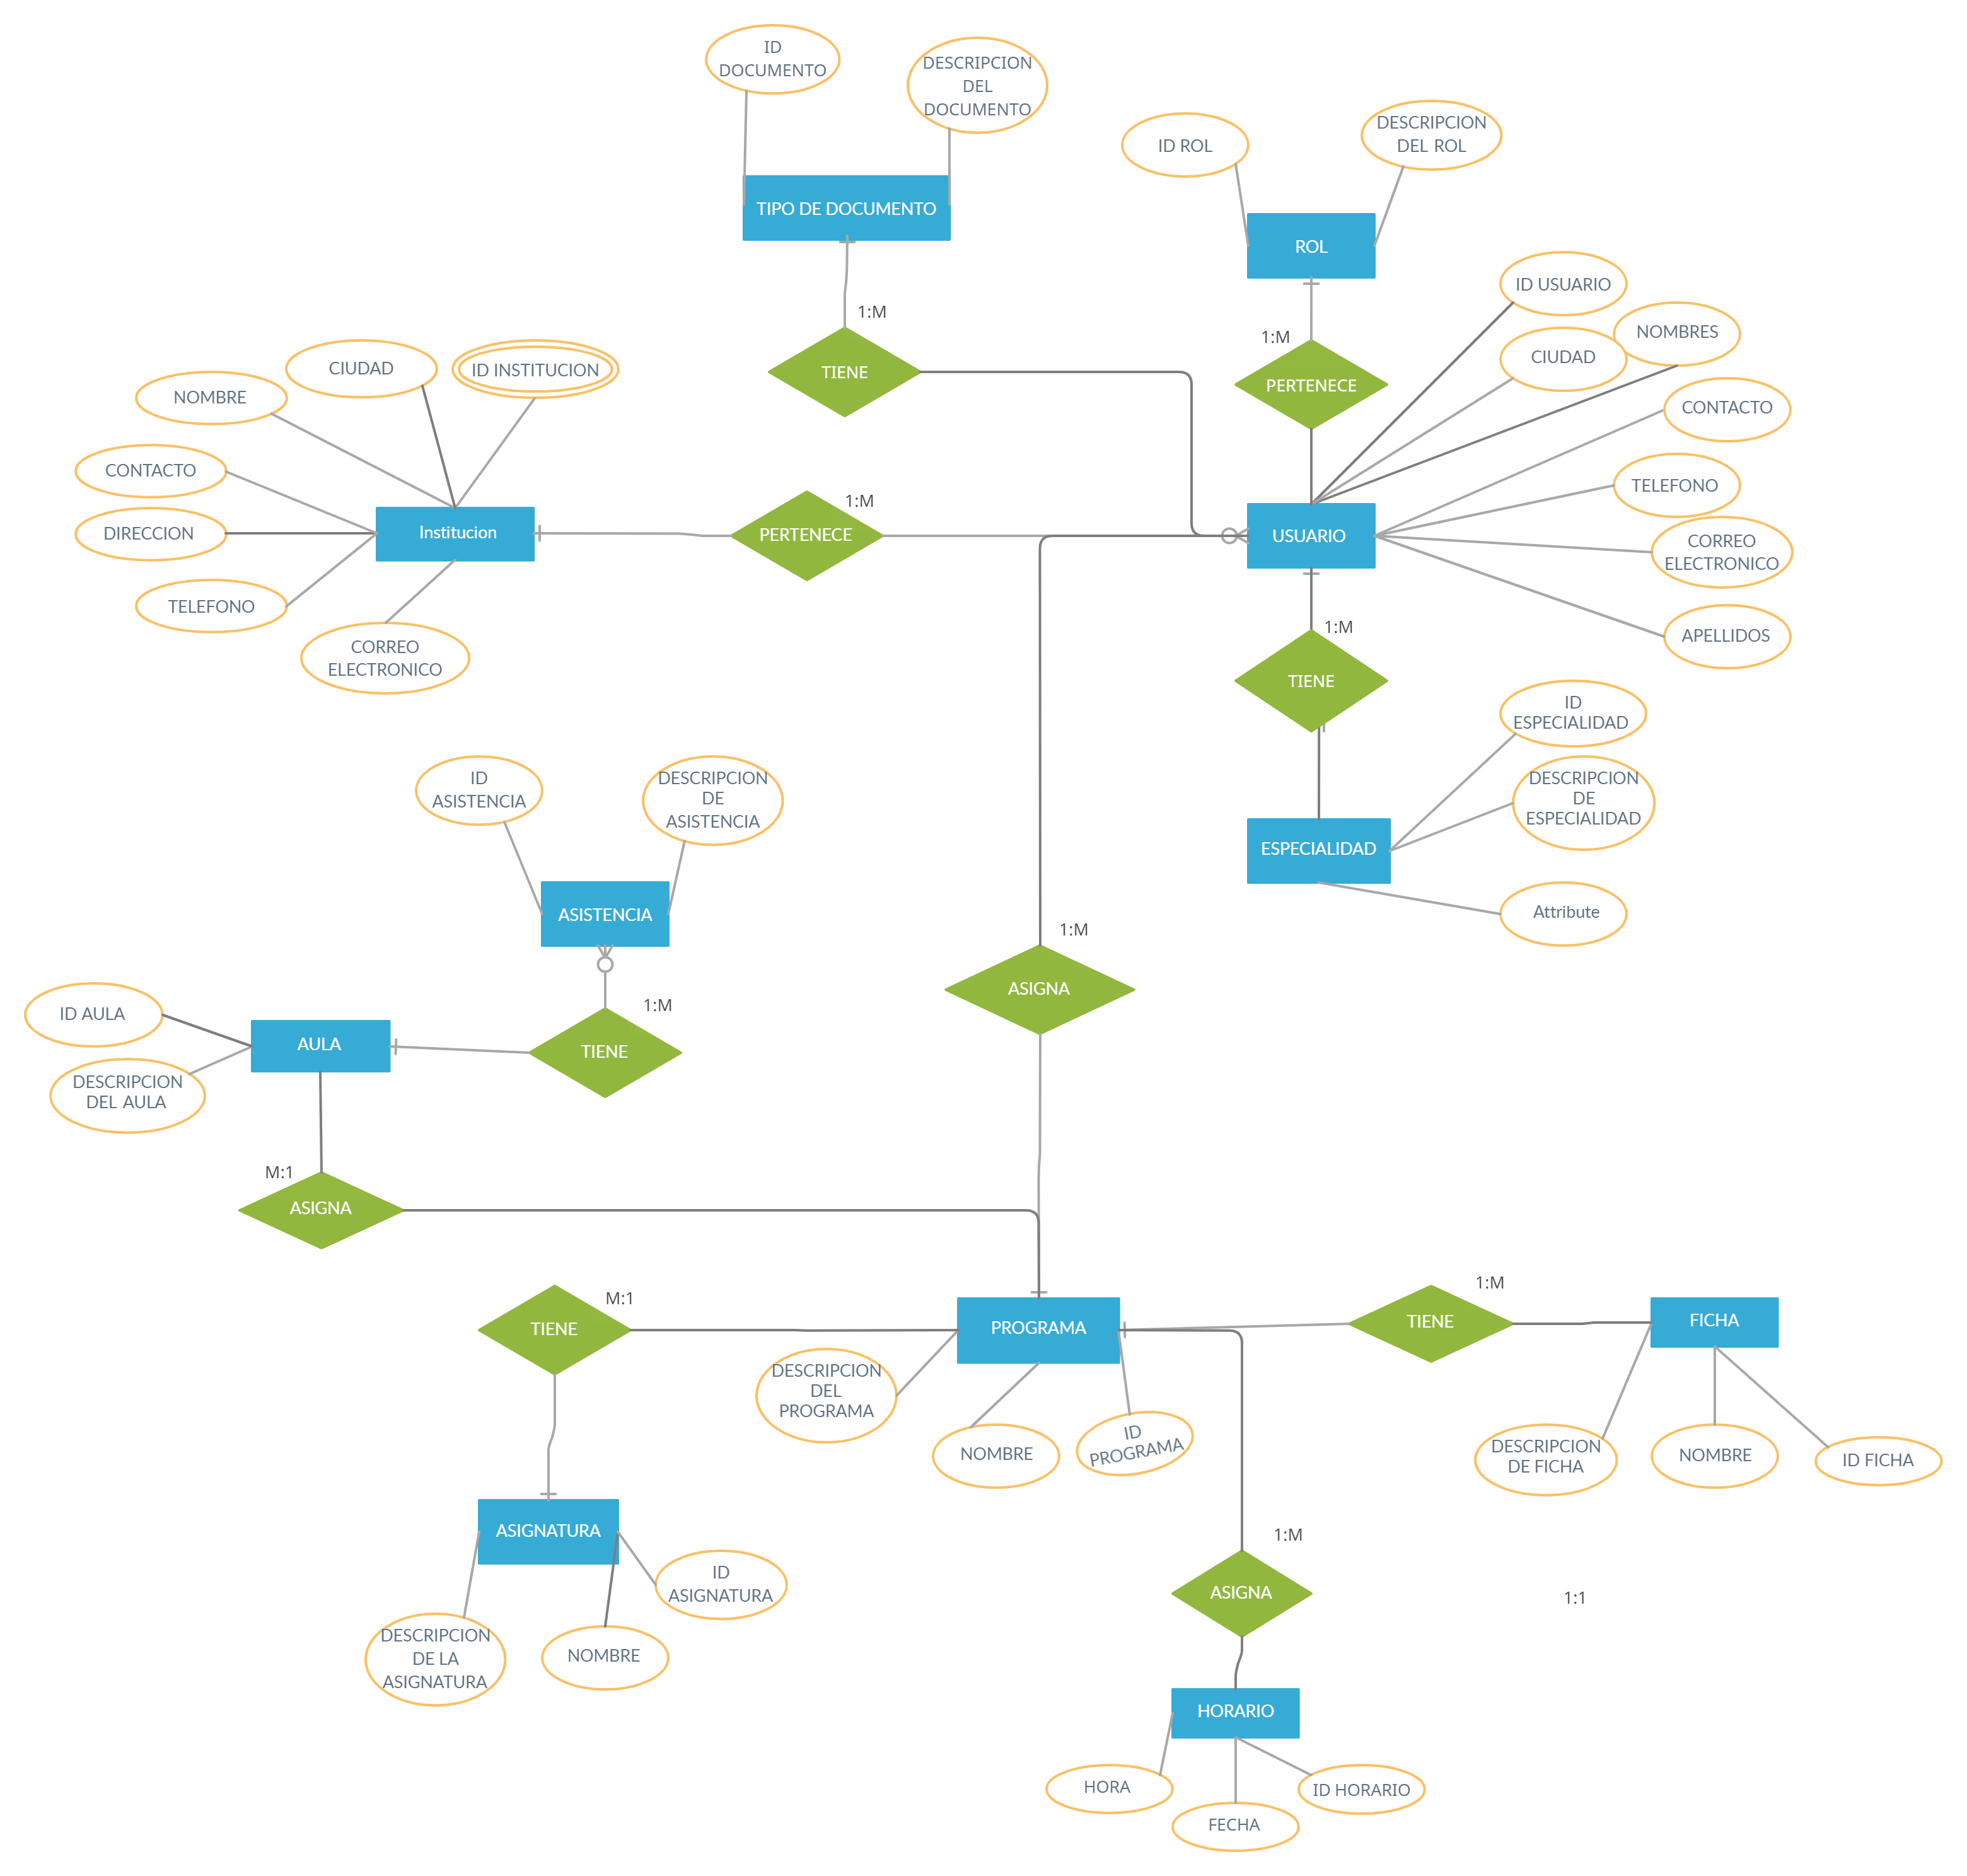 ID
DOCUMENTO
DESCRIPCION
DEL
DOCUMENTO
ID ROL
DESCRIPCION
DEL ROL
TIPO DE DOCUMENTO
ROL
ID USUARIO
1:M
NOMBRES
1:M
CIUDAD
CIUDAD
ID INSTITUCION
TIENE
PERTENECE
NOMBRE
CONTACTO
CONTACTO
TELEFONO
1:M
DIRECCION
Institucion
PERTENECE
USUARIO
CORREO
ELECTRONICO
TELEFONO
1:M
APELLIDOS
CORREO
ELECTRONICO
TIENE
ID
ESPECIALIDAD
ID
ASISTENCIA
DESCRIPCION
DE
ASISTENCIA
DESCRIPCION
DE
ESPECIALIDAD
ESPECIALIDAD
ASISTENCIA
Attribute
1:M
ASIGNA
1:M
ID AULA
AULA
TIENE
DESCRIPCION
DEL AULA
M:1
ASIGNA
1:M
M:1
TIENE
PROGRAMA
TIENE
FICHA
DESCRIPCION
DEL
PROGRAMA
NOMBRE
ID
PROGRAMA
DESCRIPCION
DE FICHA
NOMBRE
ID FICHA
ASIGNATURA
1:M
ID
ASIGNATURA
ASIGNA
1:1
DESCRIPCION
DE LA
ASIGNATURA
NOMBRE
HORARIO
HORA
ID HORARIO
FECHA